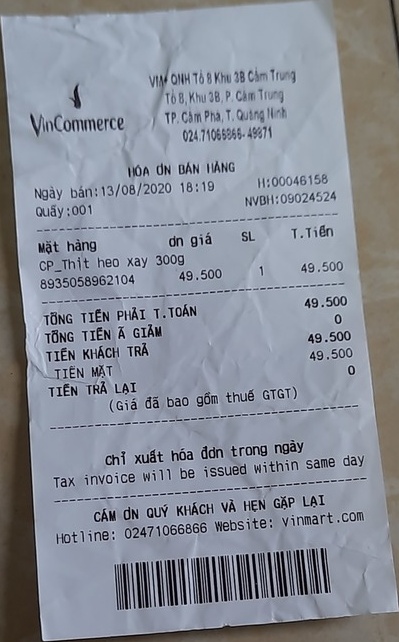 VinCommerce
VM+ QNH Tổ 8 Khu 3B Cẩm Trung
Tổ 8, Khu 3B, P. Cẩm Trung
TP. Cẩm Phả, T. Quảng Ninh
024.71066866-49871
HÓA ƠN BÁN HÀNG
Ngày bán:13/08/2020 18:19 H:00046158
Quầy:001 NVBH:09024524
Mặt hàng ơn giá SL T.Tiền
CP_Thịt heo xay 300g
8935058962104 49.500 1 49.500
TỔNG TIỀN PHẢI T.TOÁN 49.500
TỔNG TIỀN Ã GIẢM 0
TIỀN KHÁCH TRẢ 49.500
TIỀN MẶT 49.500
TIỀN TRẢ LẠI 0
(Giá đã bao gồm thuế GTGT)
Chỉ xuất hóa đơn trong ngày
Tax invoice will be issued within same day
CÁM ƠN QUÝ KHÁCH VÀ HẸN GẶP LẠI
Hotline: 02471066866 Website: vinmart.com